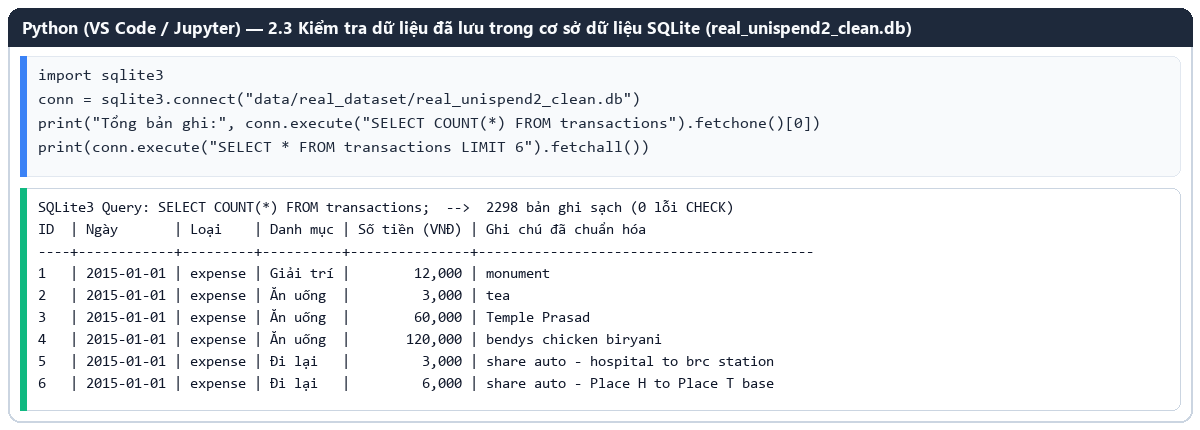 Python (VS Code / Jupyter) — 2.3 Kiểm tra dữ liệu đã lưu trong cơ sở dữ liệu SQLite (real_unispend2_clean.db)
import sqlite3
conn = sqlite3.connect("data/real_dataset/real_unispend2_clean.db")
print("Tổng bản ghi:", conn.execute("SELECT COUNT(*) FROM transactions").fetchone()[0])
print(conn.execute("SELECT * FROM transactions LIMIT 6").fetchall())
SQLite3 Query: SELECT COUNT(*) FROM transactions;  -->  2298 bản ghi sạch (0 lỗi CHECK)
ID  | Ngày       | Loại    | Danh mục | Số tiền (VNĐ) | Ghi chú đã chuẩn hóa
----+------------+---------+----------+---------------+------------------------------------------
1   | 2015-01-01 | expense | Giải trí |        12,000 | monument
2   | 2015-01-01 | expense | Ăn uống  |         3,000 | tea
3   | 2015-01-01 | expense | Ăn uống  |        60,000 | Temple Prasad
4   | 2015-01-01 | expense | Ăn uống  |       120,000 | bendys chicken biryani
5   | 2015-01-01 | expense | Đi lại   |         3,000 | share auto - hospital to brc station
6   | 2015-01-01 | expense | Đi lại   |         6,000 | share auto - Place H to Place T base